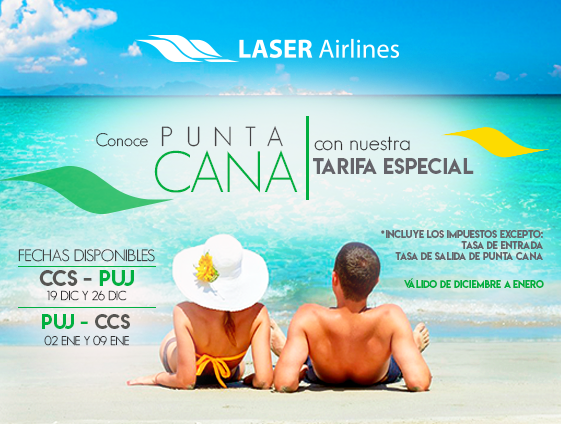 LASER Airlines
Conoce PUNTA
CANA
con nuestra
TARIFA ESPECIAL
*INCLUYE LOS IMPUESTOS EXCEPTO:
TASA DE ENTRADA
TASA DE SALIDA DE PUNTA CANA
VÁLIDO DE DICIEMBRE A ENERO
FECHAS DISPONIBLES
CCS - PUJ
19 DIC Y 26 DIC
PUJ - CCS
02 ENE Y 09 ENE